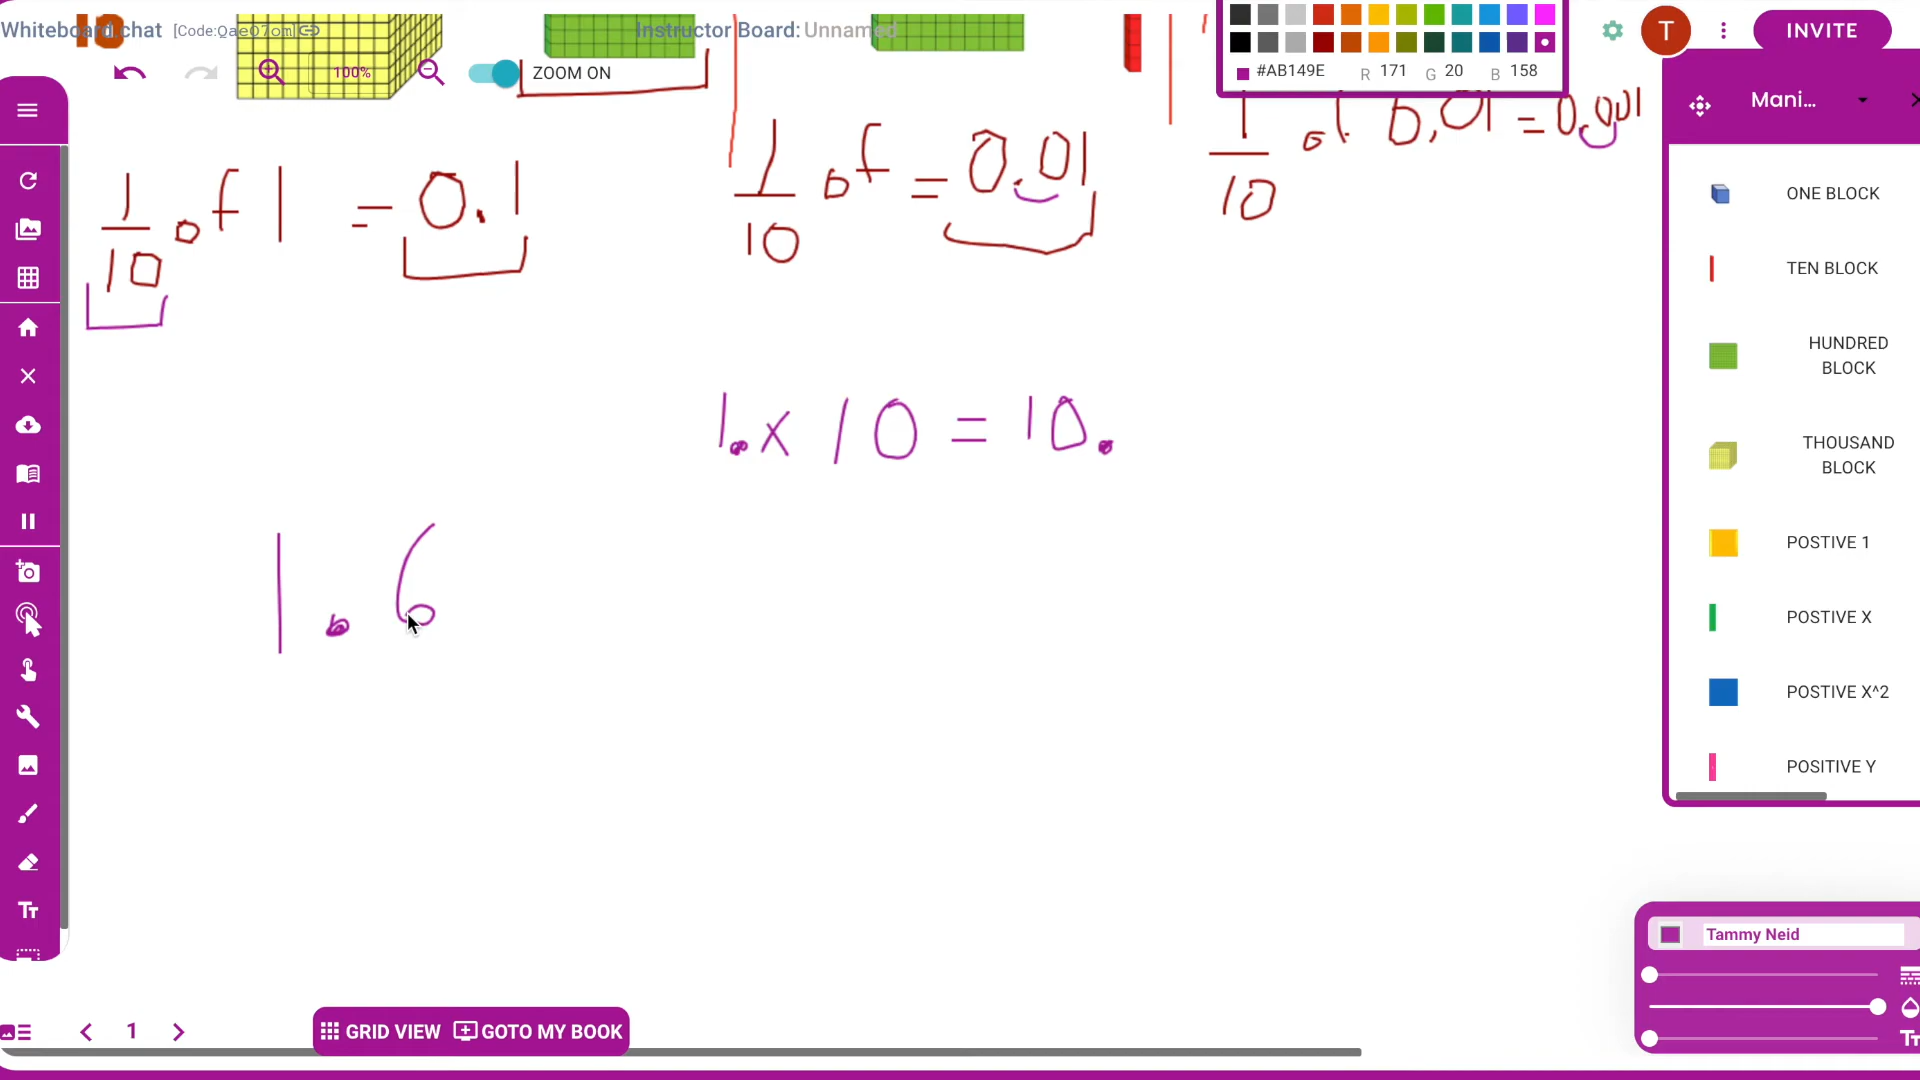 Whiteboard.chat [Code:Qae07om] Instructor Board: Unnamed T INVITE
100% ZOOM ON
#AB149E R 171 G 20 B 158
Mani...
1/10 of 1 = 0.1
1/10 of = 0.01
1/10 of 0.01 = 0.001
1. x 10 = 10.
1.6
ONE BLOCK
TEN BLOCK
HUNDRED
BLOCK
THOUSAND
BLOCK
POSTIVE 1
POSTIVE X
POSTIVE X^2
POSITIVE Y
Tammy Neid
1 GRID VIEW GOTO MY BOOK